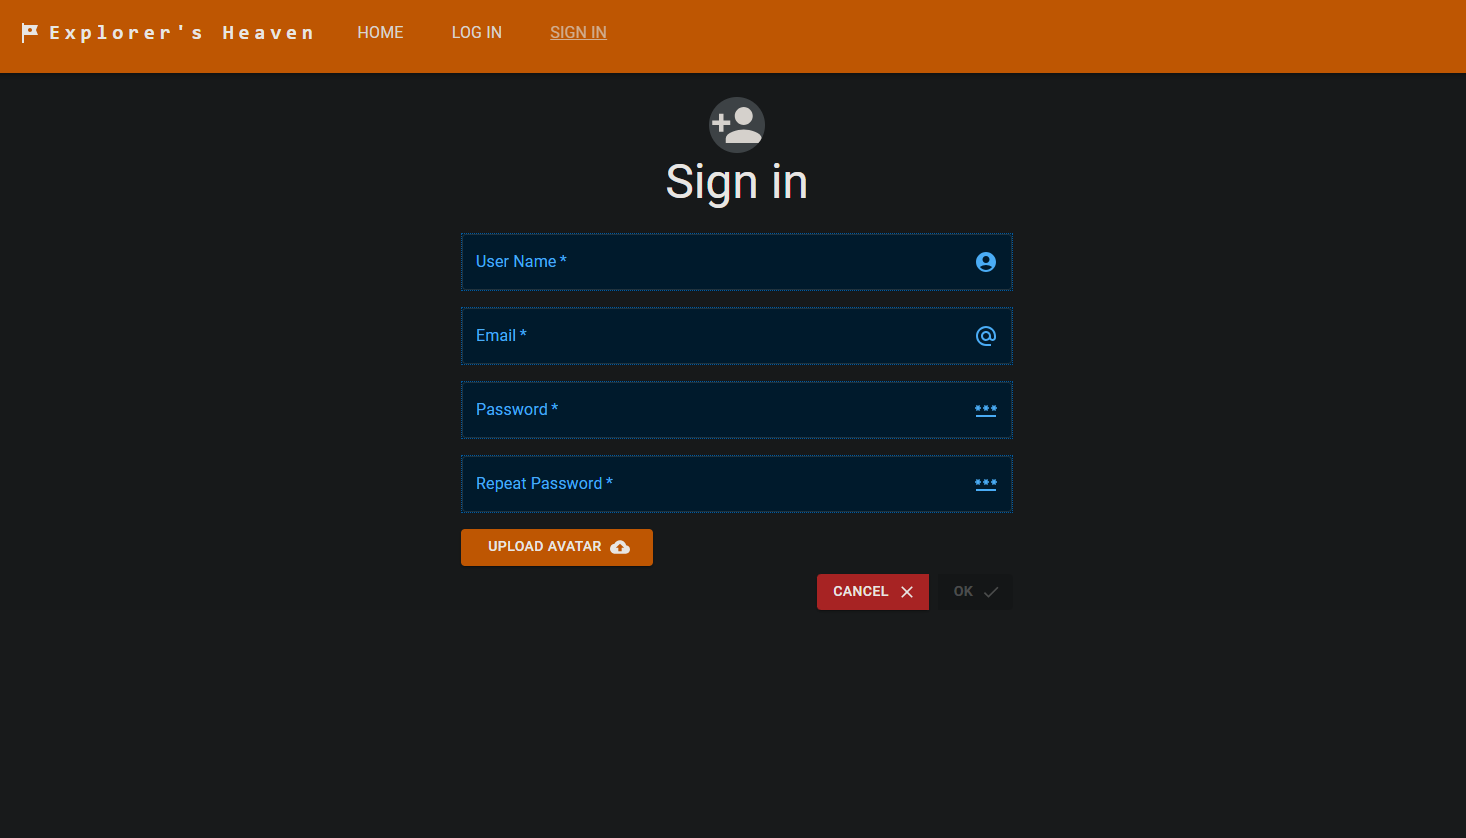 Explorer's Heaven HOME LOG IN SIGN IN
Sign in
User Name *
Email *
Password *
Repeat Password *
UPLOAD AVATAR
CANCEL OK